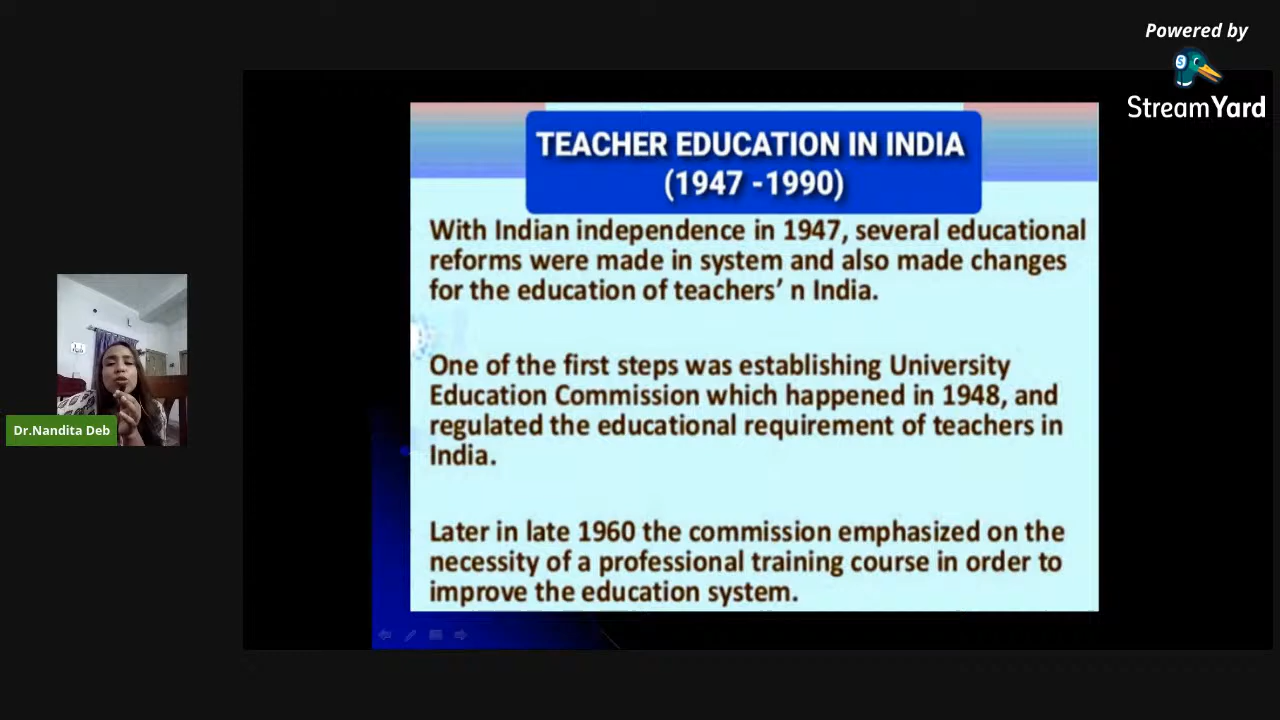 Powered by
StreamYard
TEACHER EDUCATION IN INDIA
(1947 -1990)
With Indian independence in 1947, several educational
reforms were made in system and also made changes
for the education of teachers’ n India.
One of the first steps was establishing University
Education Commission which happened in 1948, and
regulated the educational requirement of teachers in
India.
Later in late 1960 the commission emphasized on the
necessity of a professional training course in order to
improve the education system.
Dr.Nandita Deb